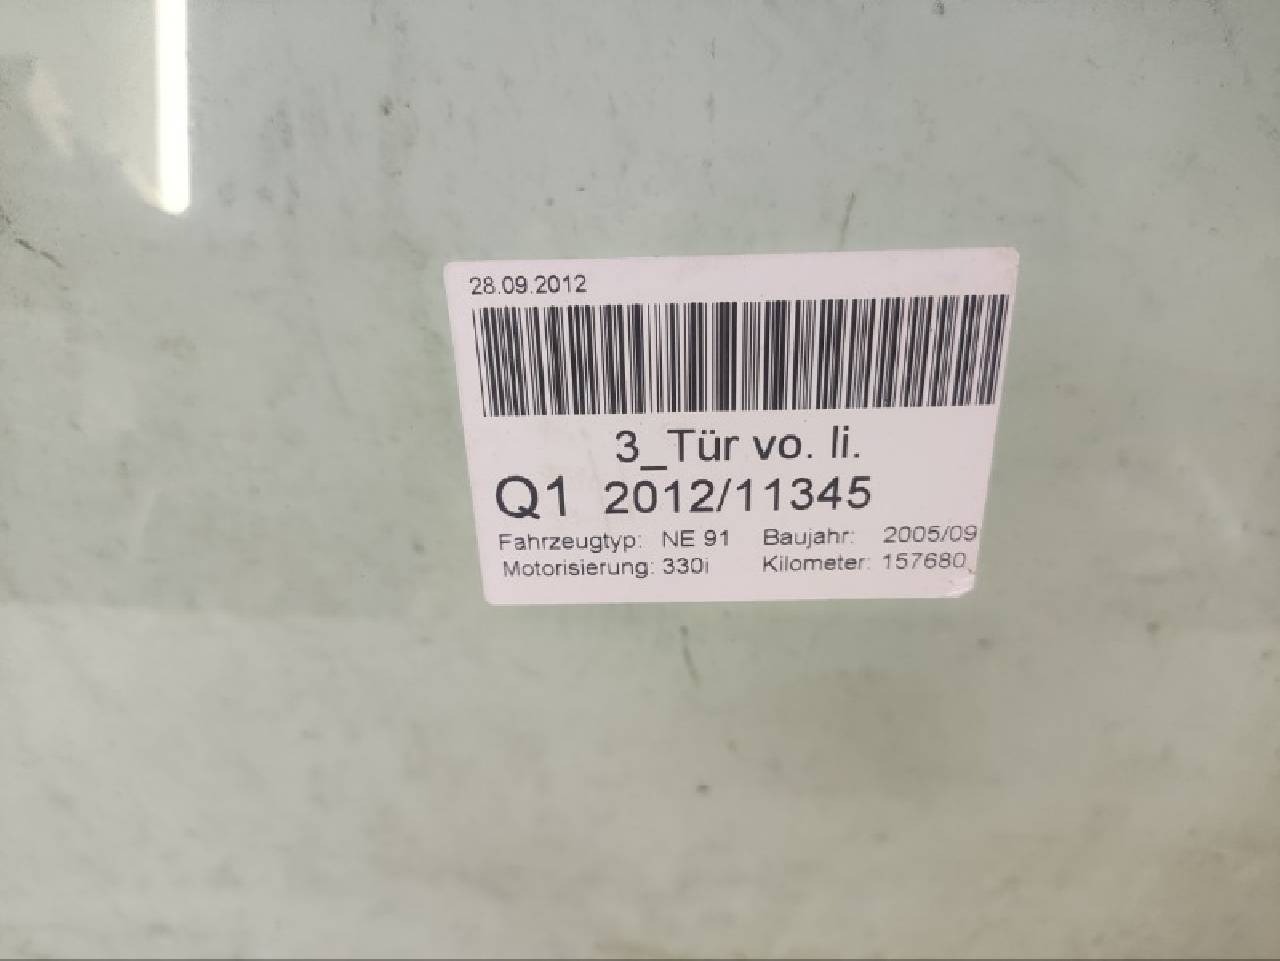 28.09.2012
3_Tür vo. li.
Q1 2012/11345
Fahrzeugtyp: NE 91 Baujahr: 2005/09
Motorisierung: 330i Kilometer: 157680